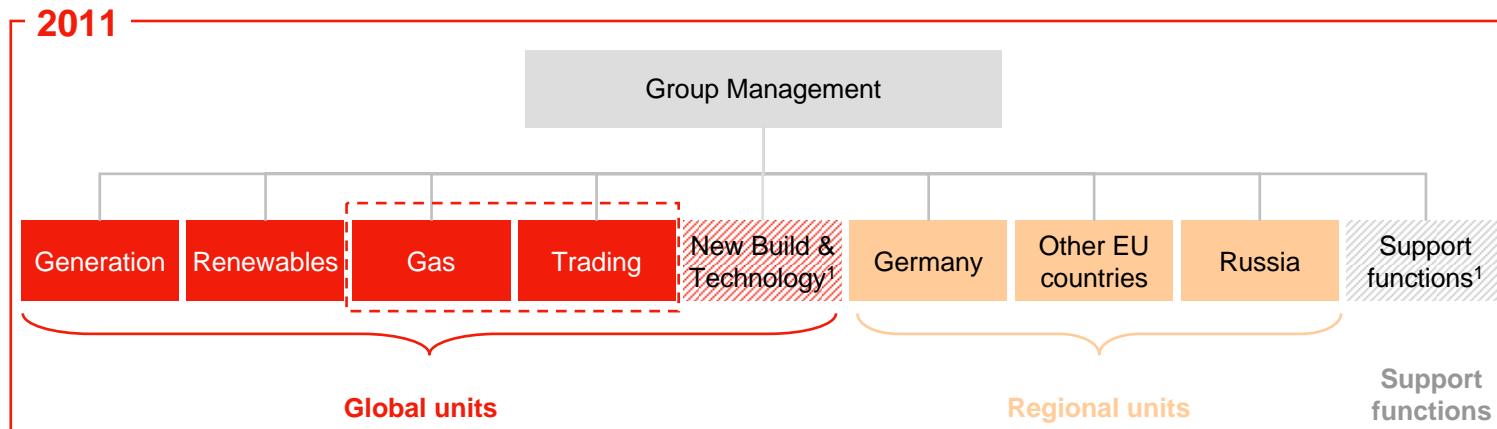 2011
Group Management
Generation
Renewables
Gas
Trading
New Build &
Technology¹
Germany
Other EU
countries
Russia
Support
functions¹
Global units
Regional units
Support
functions